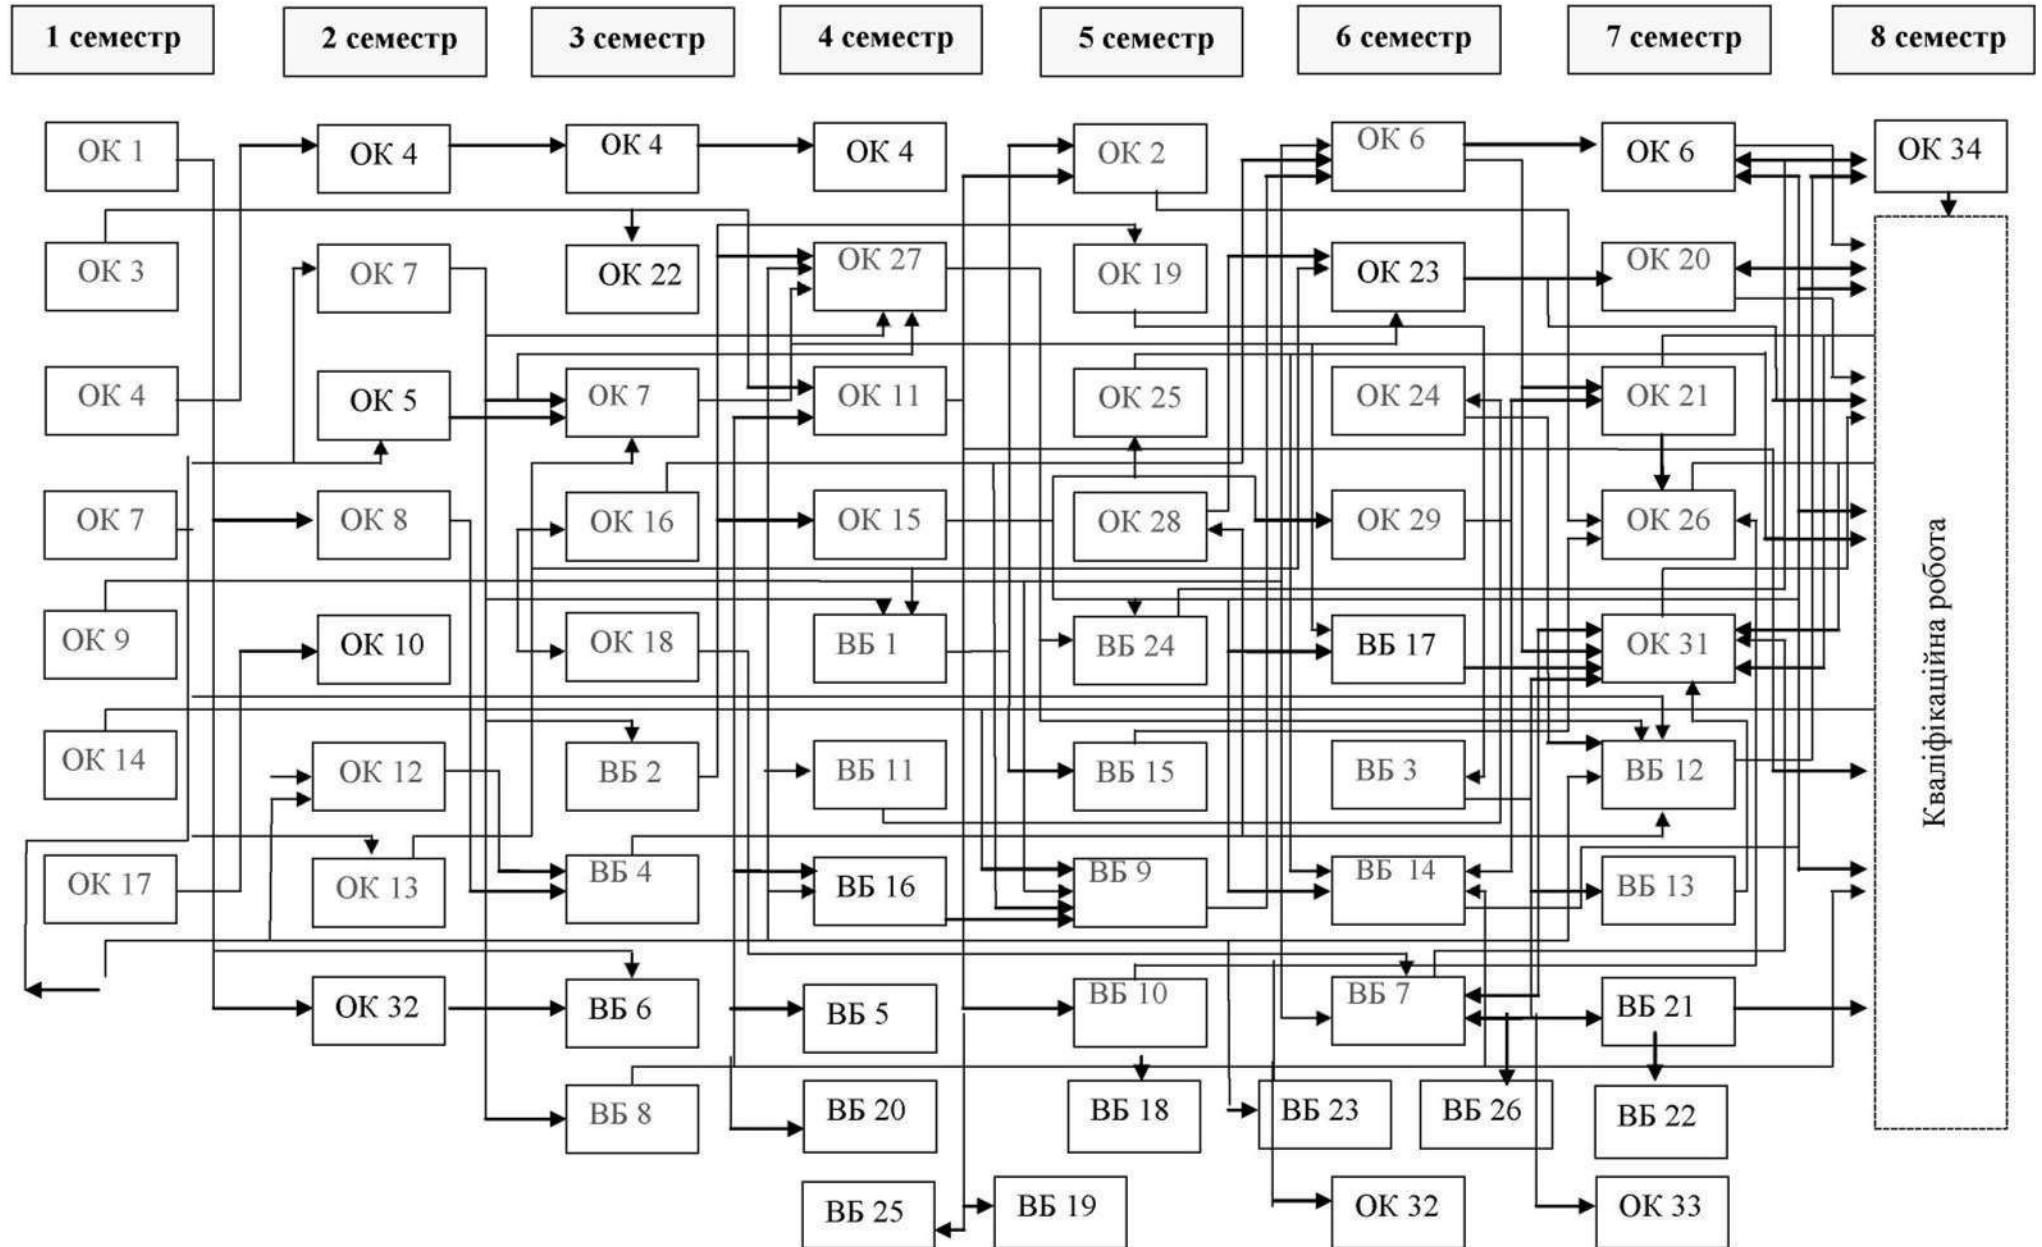 1 семестр
2 семестр
3 семестр
4 семестр
5 семестр
6 семестр
7 семестр
8 семестр
ОК 1
ОК 4
ОК 4
ОК 4
ОК 2
ОК 6
ОК 6
ОК 34
ОК 3
ОК 7
ОК 22
ОК 27
ОК 19
ОК 23
ОК 20
ОК 4
ОК 5
ОК 7
ОК 11
ОК 25
ОК 24
ОК 21
ОК 7
ОК 8
ОК 16
ОК 15
ОК 28
ОК 29
ОК 26
ОК 9
ОК 10
ОК 18
ВБ 1
ВБ 24
ВБ 17
ОК 31
Кваліфікаційна робота
ОК 14
ОК 12
ВБ 2
ВБ 11
ВБ 15
ВБ 3
ВБ 12
ОК 17
ОК 13
ВБ 4
ВБ 16
ВБ 9
ВБ 14
ВБ 13
ОК 32
ВБ 6
ВБ 5
ВБ 10
ВБ 7
ВБ 21
ВБ 8
ВБ 20
ВБ 18
ВБ 23
ВБ 26
ВБ 22
ВБ 25
ВБ 19
ОК 32
ОК 33